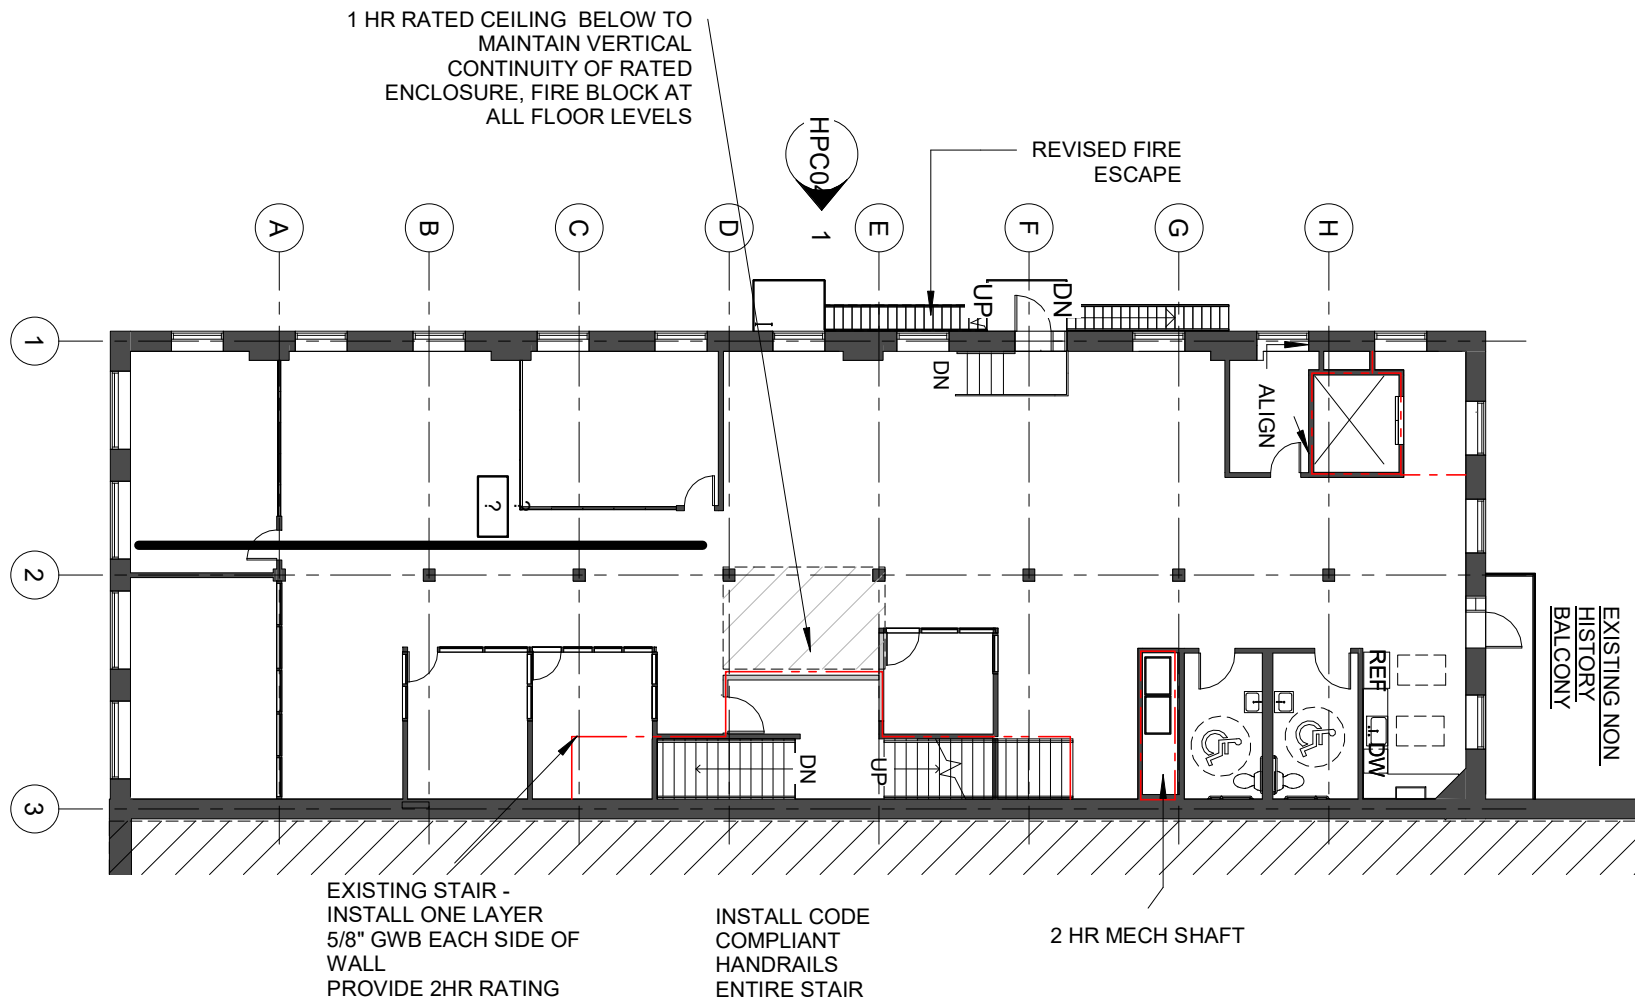 1 HR RATED CEILING BELOW TO
MAINTAIN VERTICAL
CONTINUITY OF RATED
ENCLOSURE, FIRE BLOCK AT
ALL FLOOR LEVELS
HPC04
1
REVISED FIRE
ESCAPE
A
B
C
D
E
F
G
H
UP
DN
1
DN
ALIGN
?
2
EXISTING NON
HISTORY
BALCONY
REF
DW
DN
UP
3
EXISTING STAIR -
INSTALL ONE LAYER
5/8" GWB EACH SIDE OF
WALL
PROVIDE 2HR RATING
INSTALL CODE
COMPLIANT
HANDRAILS
ENTIRE STAIR
2 HR MECH SHAFT